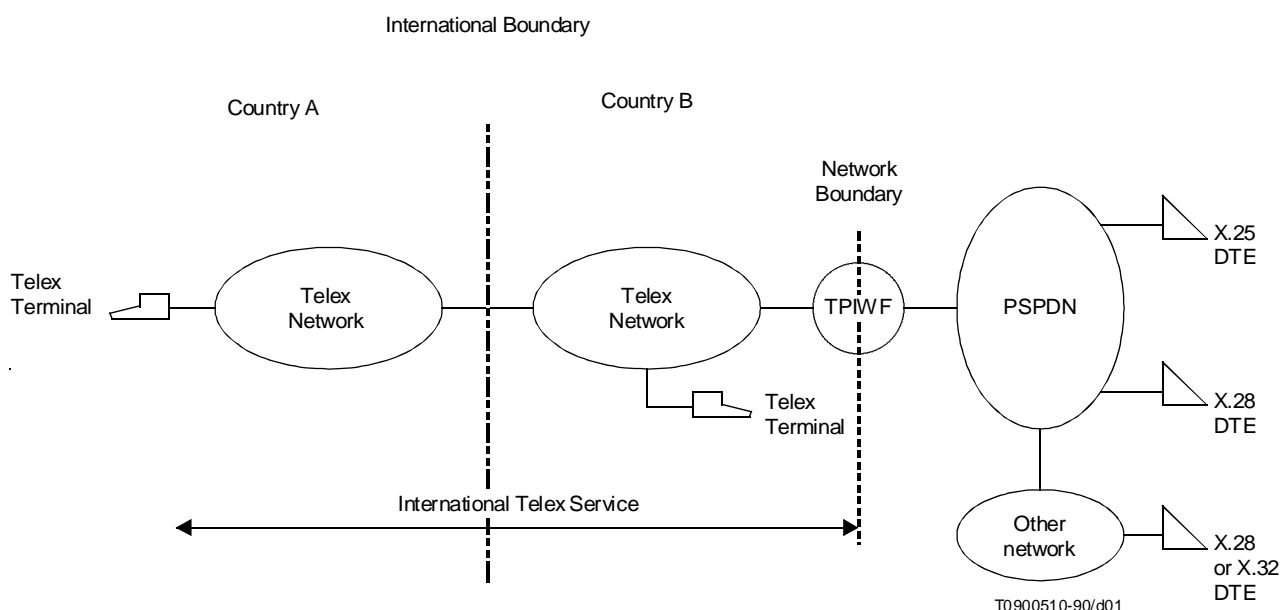 International Boundary
Country A
Country B
Network
Boundary
X.25
DTE
Telex
Terminal
Telex
Network
Telex
Network
TPIWF
PSPDN
Telex
Terminal
X.28
DTE
International Telex Service
Other
network
X.28
or X.32
DTE
T0900510-90/d01